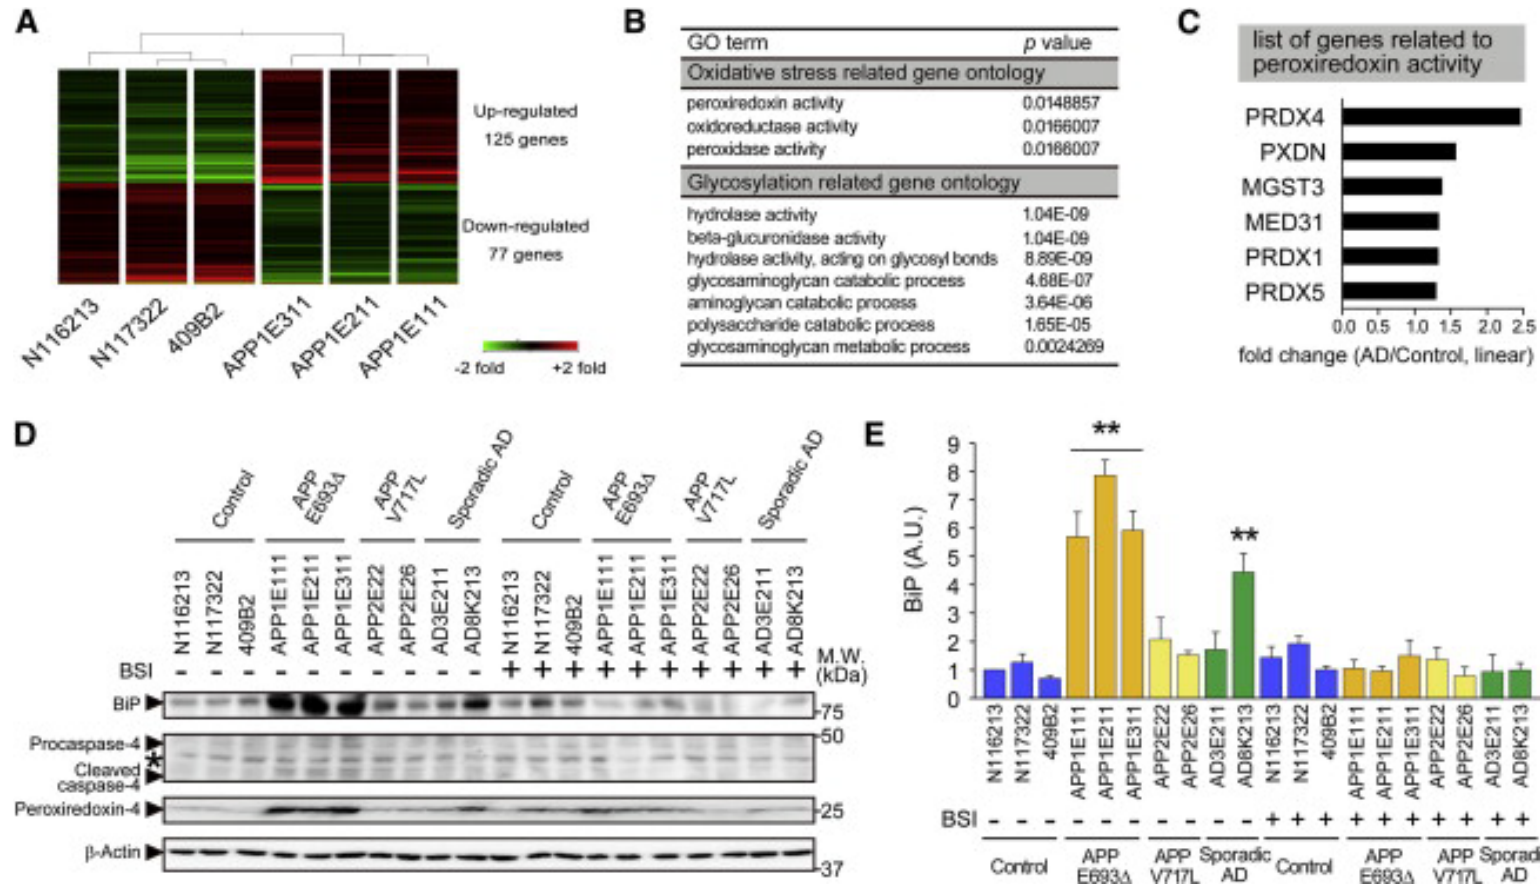 A
Up-regulated
125 genes
Down-regulated
77 genes
N116213
N117322
409B2
APP1E311
APP1E211
APP1E111
-2 fold
+2 fold
B
GO term p value
Oxidative stress related gene ontology
peroxiredoxin activity 0.0148857
oxidoreductase activity 0.0166007
peroxidase activity 0.0166007
Glycosylation related gene ontology
hydrolase activity 1.04E-09
beta-glucuronidase activity 1.04E-09
hydrolase activity, acting on glycosyl bonds 8.89E-09
glycosaminoglycan catabolic process 4.68E-07
aminoglycan catabolic process 3.64E-06
polysaccharide catabolic process 1.65E-05
glycosaminoglycan metabolic process 0.0024269
C
list of genes related to
peroxiredoxin activity
PRDX4
PXDN
MGST3
MED31
PRDX1
PRDX5
0.0 0.5 1.0 1.5 2.0 2.5
fold change (AD/Control, linear)
D
Control
APP
E693Δ
APP
V717L
Sporadic AD
Control
APP
E693Δ
APP
V717L
Sporadic AD
N116213
N117322
409B2
APP1E111
APP1E211
APP1E311
APP2E22
APP2E26
AD3E211
AD8K213
N116213
N117322
409B2
APP1E111
APP1E211
APP1E311
APP2E22
APP2E26
AD3E211
AD8K213
BSI - - - - - - - - - - + + + + + + + + + +
M.W.
(kDa)
BiP
75
50
Procaspase-4
*
Cleaved
caspase-4
Peroxiredoxin-4
25
β-Actin
37
E
BiP (A.U.)
9
8
7
6
5
4
3
2
1
0
**
**
N116213
N117322
409B2
APP1E111
APP1E211
APP1E311
APP2E22
APP2E26
AD3E211
AD8K213
N116213
N117322
409B2
APP1E111
APP1E211
APP1E311
APP2E22
APP2E26
AD3E211
AD8K213
BSI - - - - - - - - - - + + + + + + + + + +
Control
APP
E693Δ
APP
V717L
Sporadic
AD
Control
APP
E693Δ
APP
V717L
Sporadi
AD